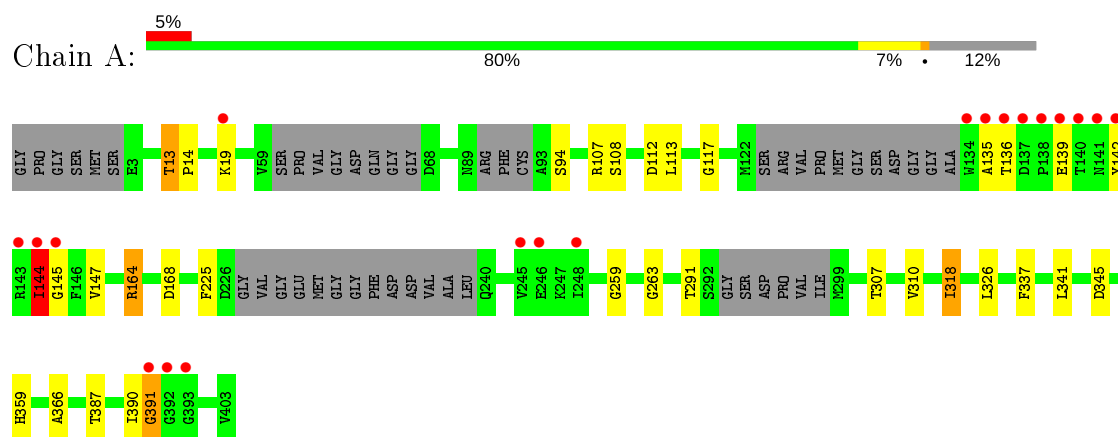 5%
Chain A:
80% 7% • 12%
GLY PRO GLY SER MET SER E3 T13 P14 K19 V59 SER PRO VAL GLY ASP GLN GLY GLY D68 N89 ARG PHE CYS A93 S94 R107 S108 D112 L113 G117 M122 SER ARG VAL PRO MET GLY SER ASP GLY GLY ALA W134 A135 T136 D137 P138 E139 T140 N141 Y142
R143 I144 G145 F146 V147 R164 D168 F225 D226 GLY VAL GLY GLU MET GLY GLY PHE ASP ASP VAL ALA LEU Q240 V245 E246 K247 I248 G259 G263 T291 S292 GLY SER ASP PRO VAL ILE M299 T307 V310 I318 L326 F337 L341 D345
H359 A366 T387 I390 G391 G392 G393 V403